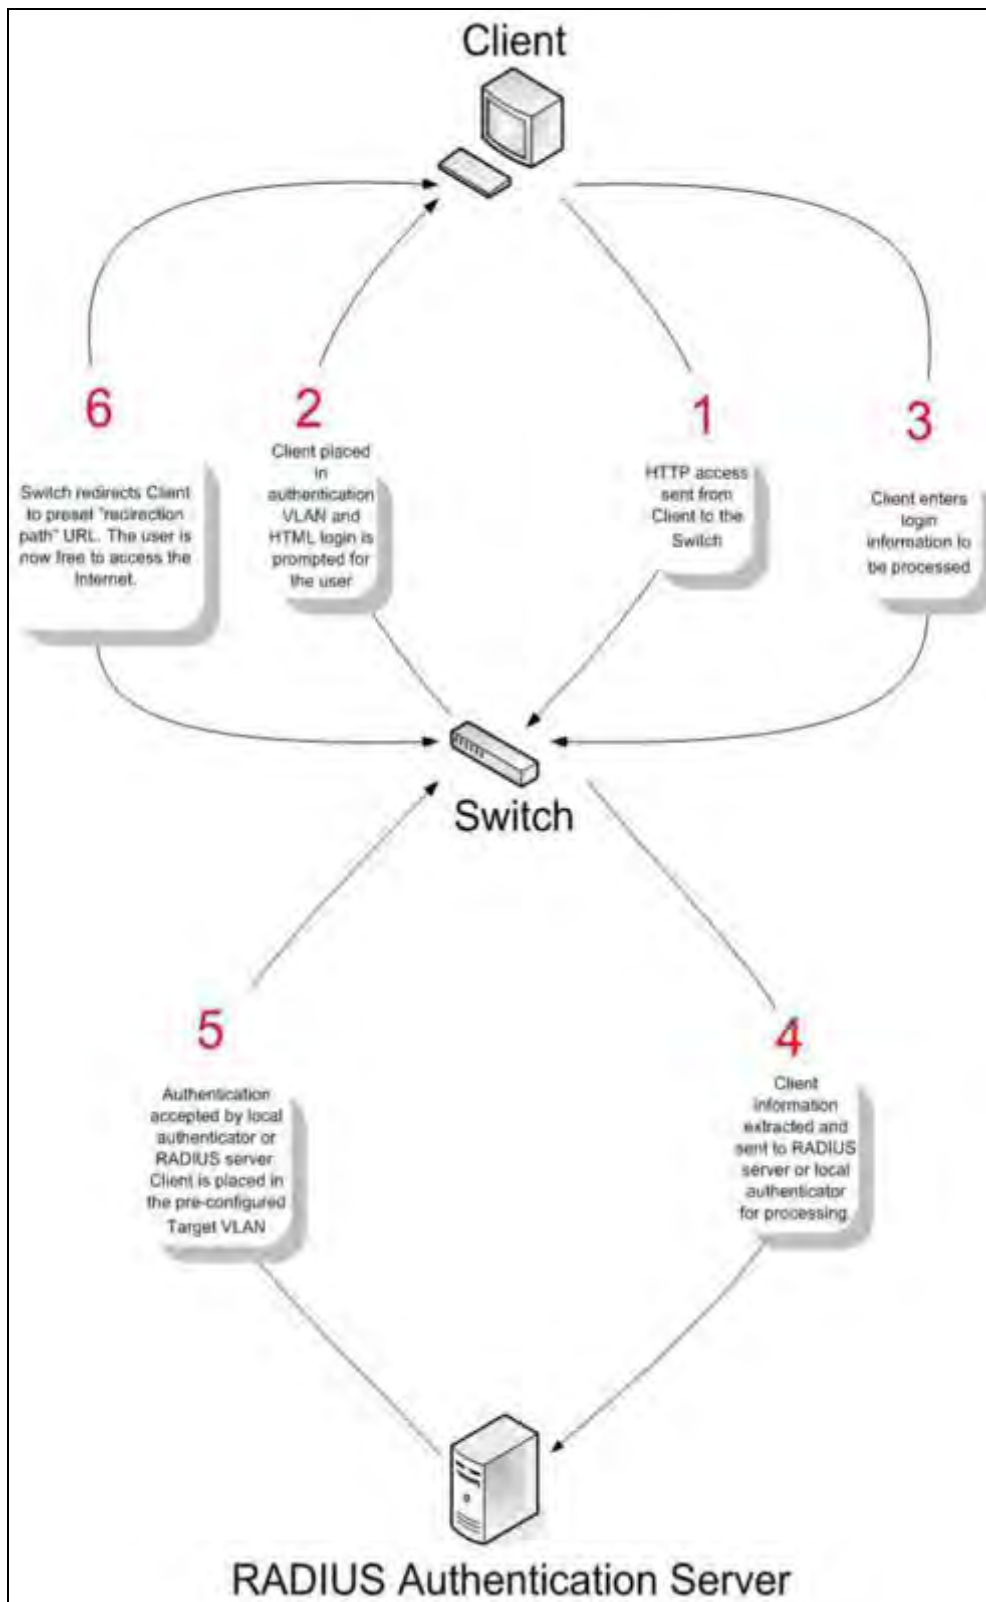 Client
6
Switch redirects Client
to preset "redirection
path" URL. The user is
now free to access the
Internet.
2
Client placed
in
authentication
VLAN and
HTML login is
prompted for
the user
1
HTTP access
sent from
Client to the
Switch
3
Client enters
login
information to
be processed
Switch
5
Authentication
accepted by local
authenticator or
RADIUS server
Client is placed in
the pre-configured
Target VLAN
4
Client
information
extracted and
sent to RADIUS
server or local
authenticator
for processing
RADIUS Authentication Server